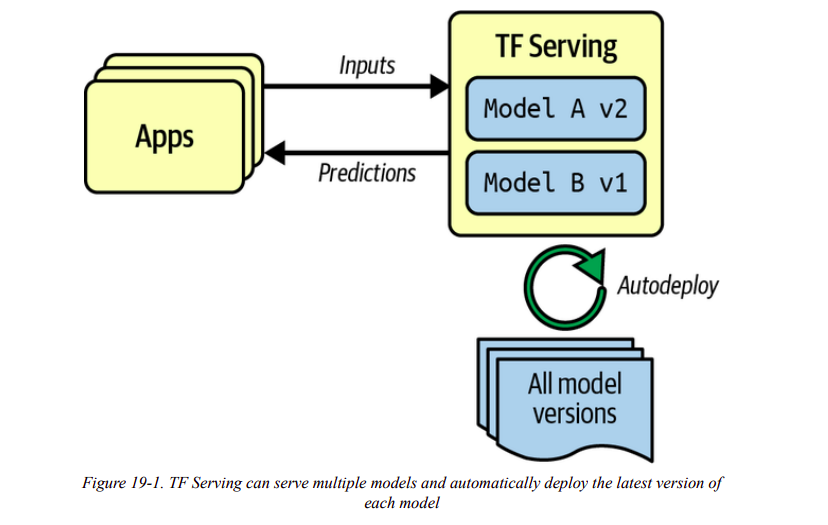 Inputs
TF Serving
Model A v2
Apps
Predictions
Model B v1
Autodeploy
All model
versions
Figure 19-1. TF Serving can serve multiple models and automatically deploy the latest version of
each model